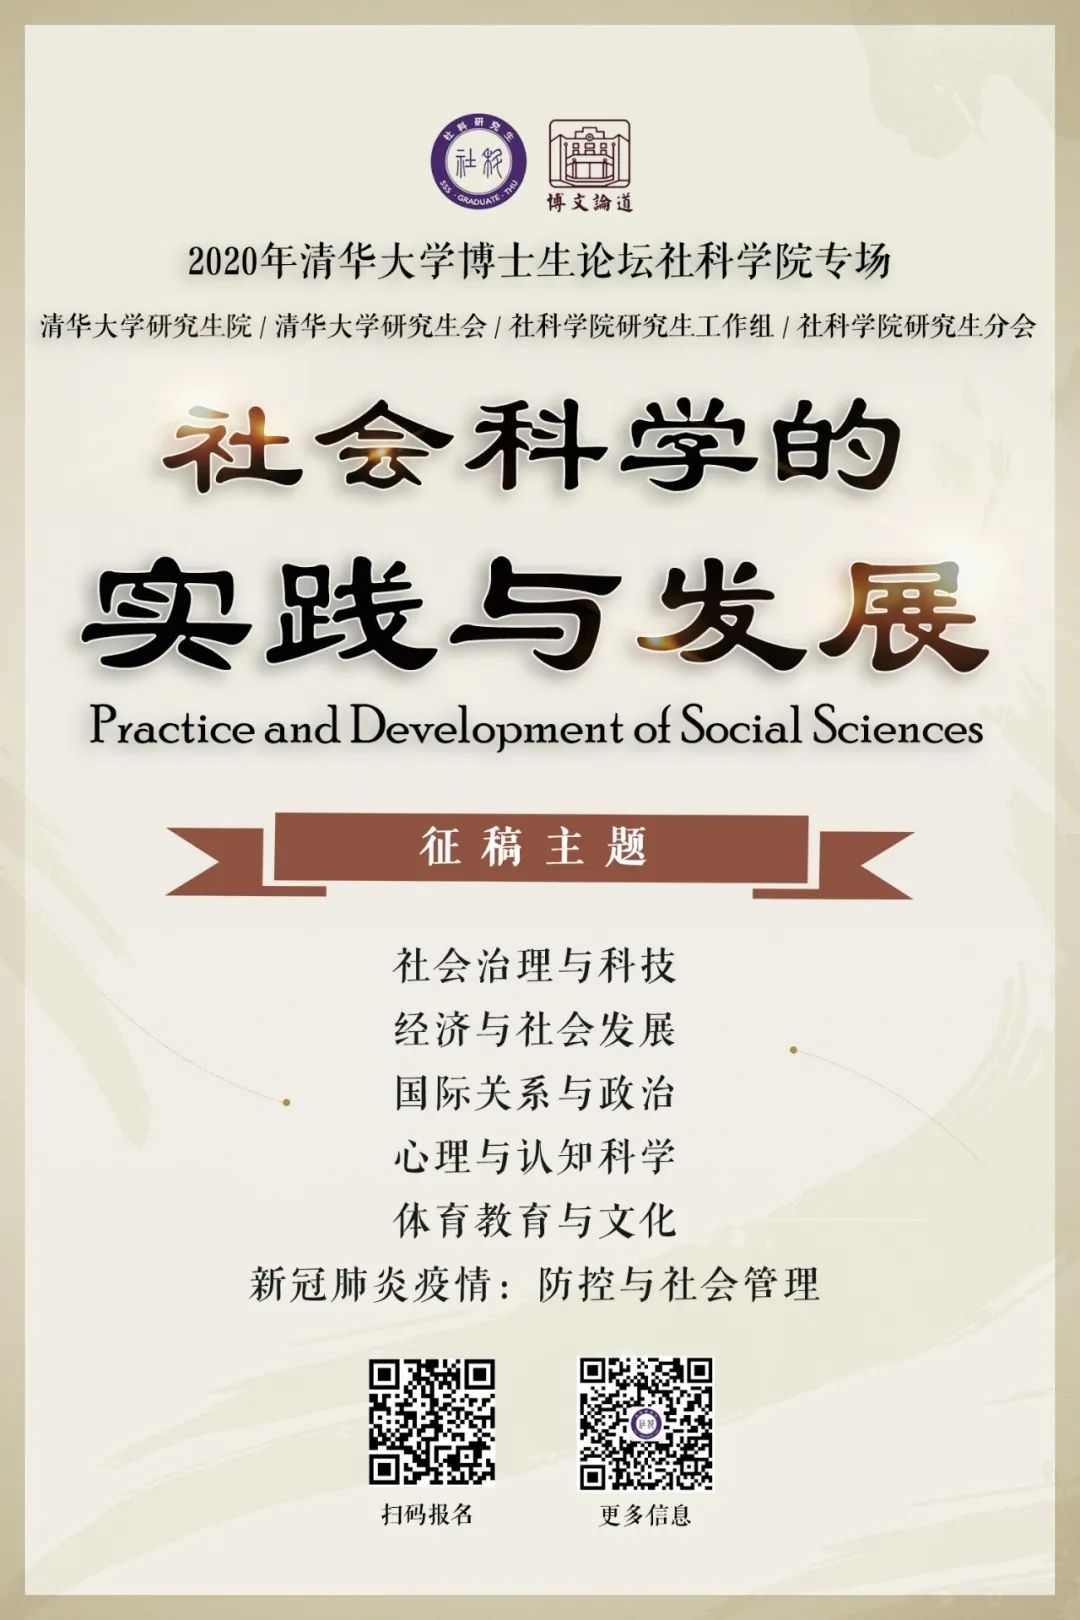 社科研究生
社科
SSS·GRADUATE·THU
博文論道
2020年清华大学博士生论坛社科学院专场
清华大学研究生院 / 清华大学研究生会 / 社科学院研究生工作组 / 社科学院研究生分会
社会科学的
实践与发展
Practice and Development of Social Sciences
征稿主题
社会治理与科技
经济与社会发展
国际关系与政治
心理与认知科学
体育教育与文化
新冠肺炎疫情：防控与社会管理
社科
扫码报名
更多信息